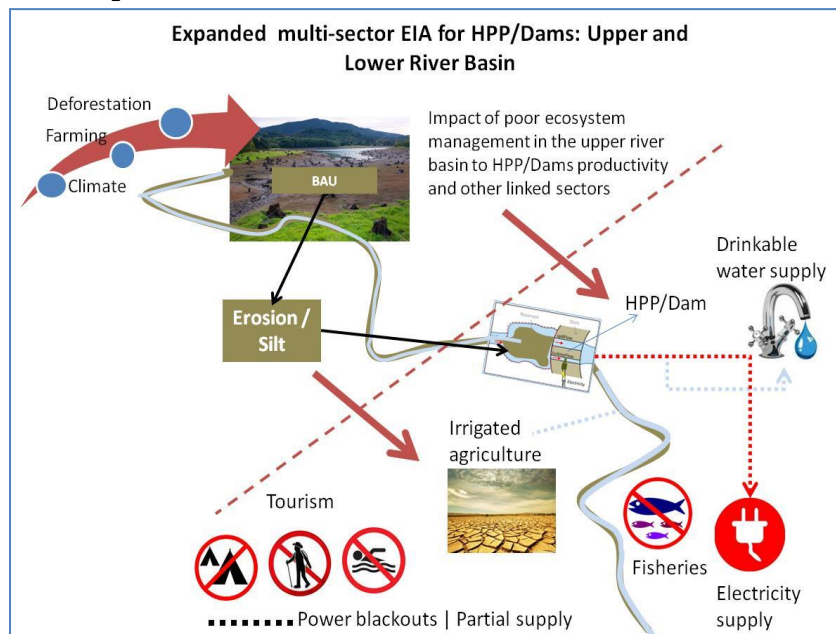 Expanded multi-sector EIA for HPP/Dams: Upper and
Lower River Basin
Deforestation
Farming
Climate
BAU
Impact of poor ecosystem
management in the upper river
basin to HPP/Dams productivity
and other linked sectors
Drinkable
water supply
HPP/Dam
Erosion /
Silt
Electricity
Irrigated
agriculture
Tourism
Fisheries
Electricity
supply
Power blackouts | Partial supply